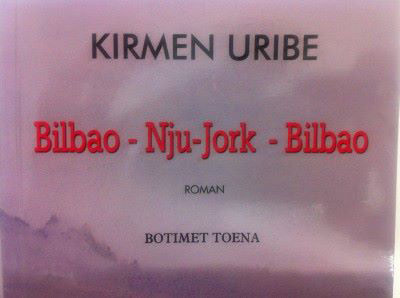 KIRMEN URIBE
Bilbao - Nju-Jork - Bilbao
ROMAN
BOTIMET TOENA